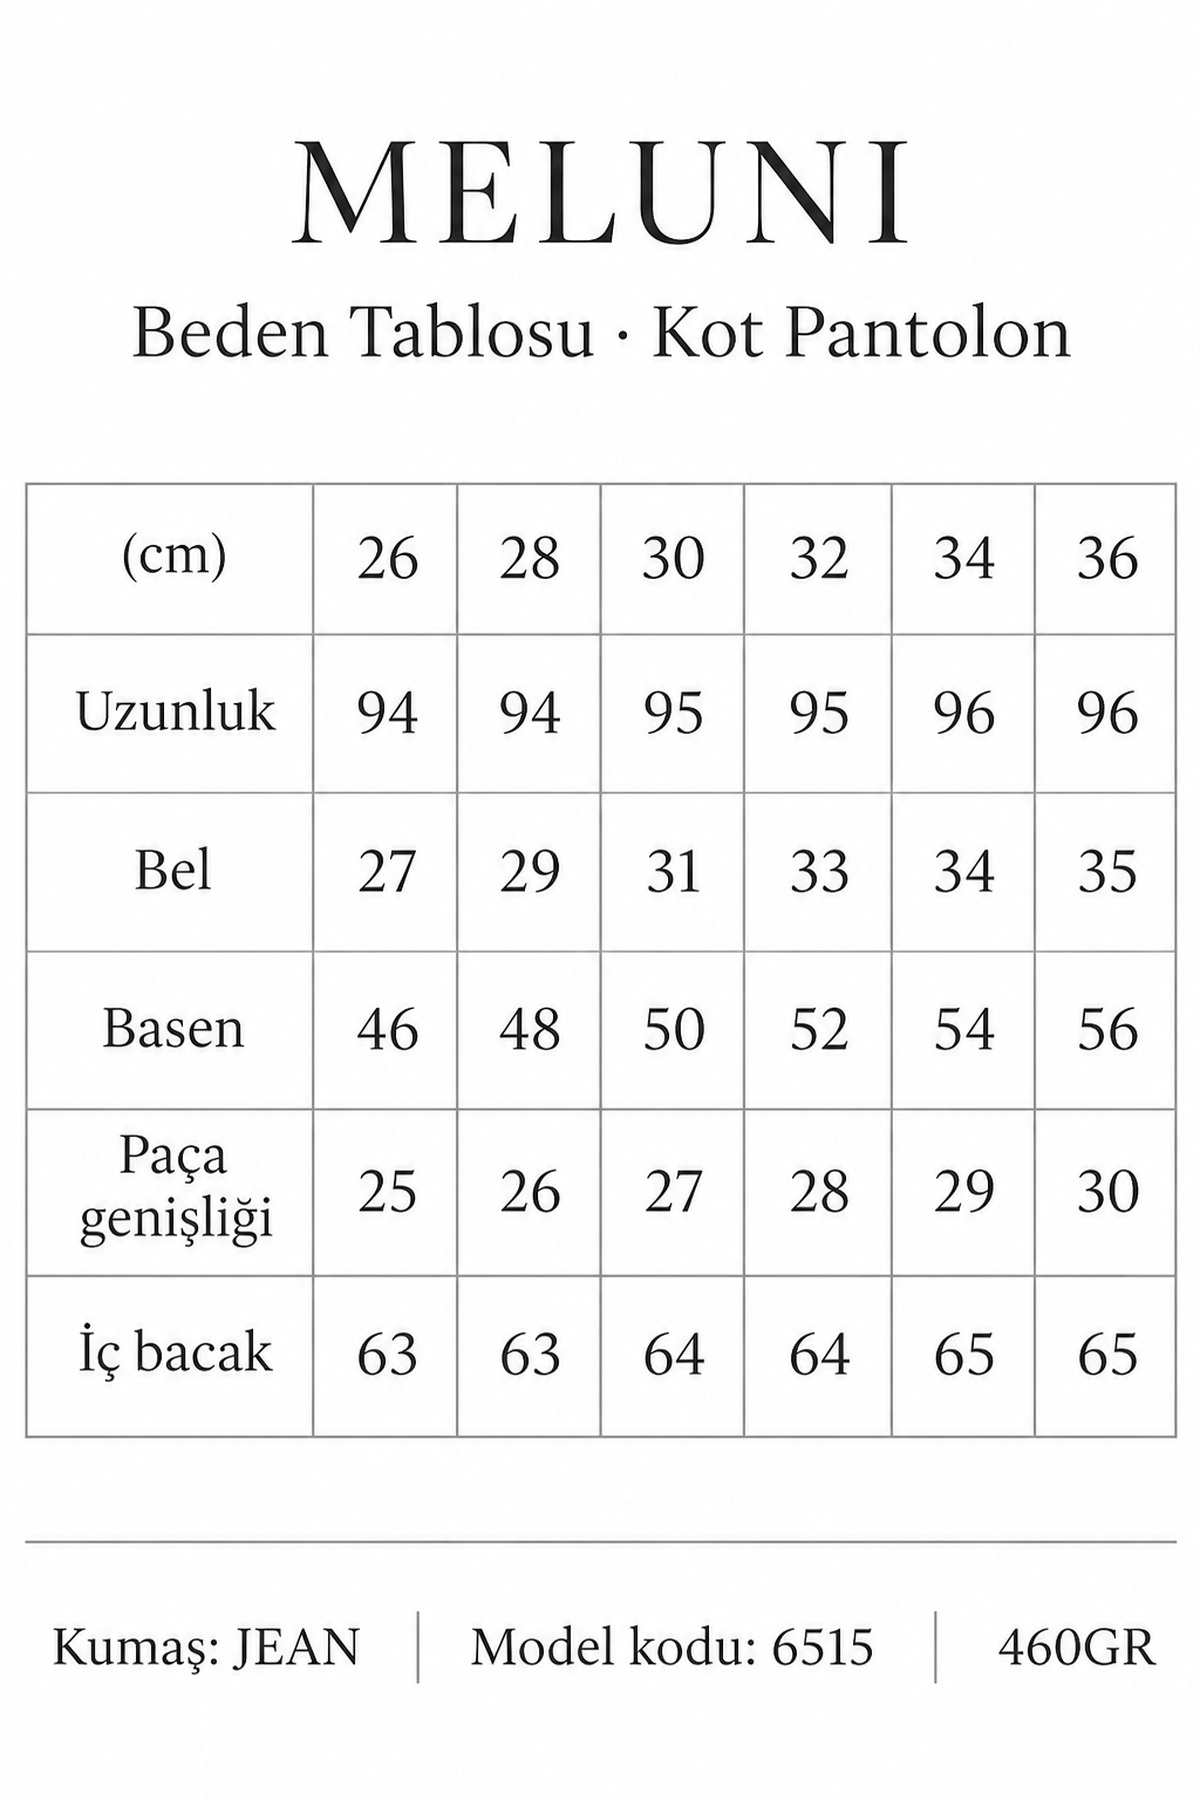 MELUNI
Beden Tablosu · Kot Pantolon
(cm) 26 28 30 32 34 36
Uzunluk 94 94 95 95 96 96
Bel 27 29 31 33 34 35
Basen 46 48 50 52 54 56
Paça
genişliği 25 26 27 28 29 30
İç bacak 63 63 64 64 65 65
Kumaş: JEAN | Model kodu: 6515 | 460GR